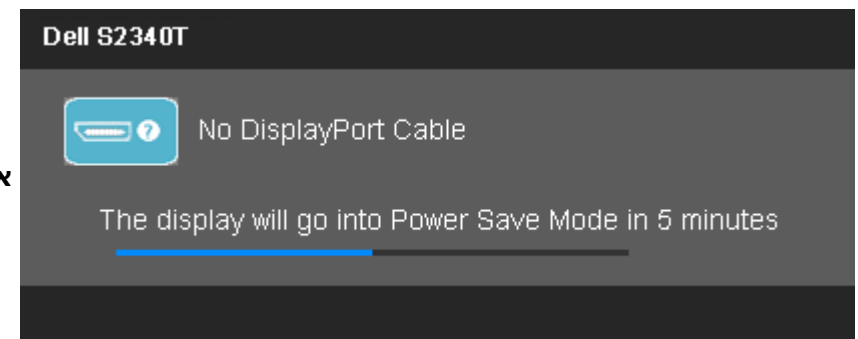 Dell S2340T
No DisplayPort Cable
א
The display will go into Power Save Mode in 5 minutes